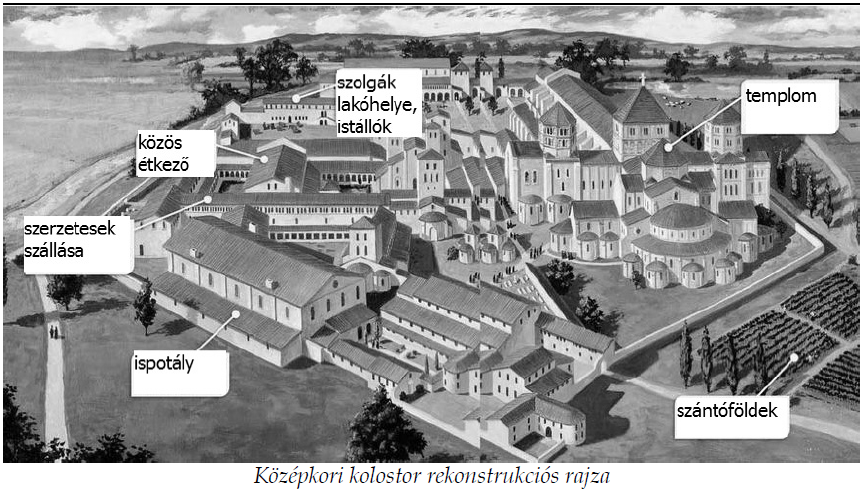 szolgák
lakóhelye,
istállók
templom
közös
étkező
szerzetesek
szállása
ispotály
szántóföldek
Középkori kolostor rekonstrukciós rajza